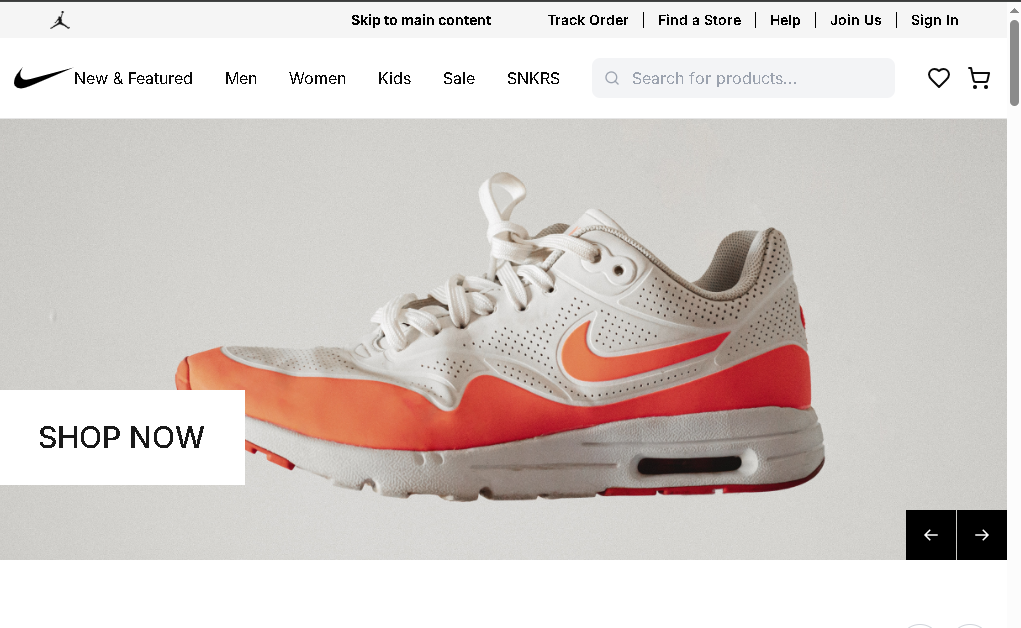 Skip to main content Track Order Find a Store Help Join Us Sign In
New & Featured Men Women Kids Sale SNKRS Search for products...
SHOP NOW